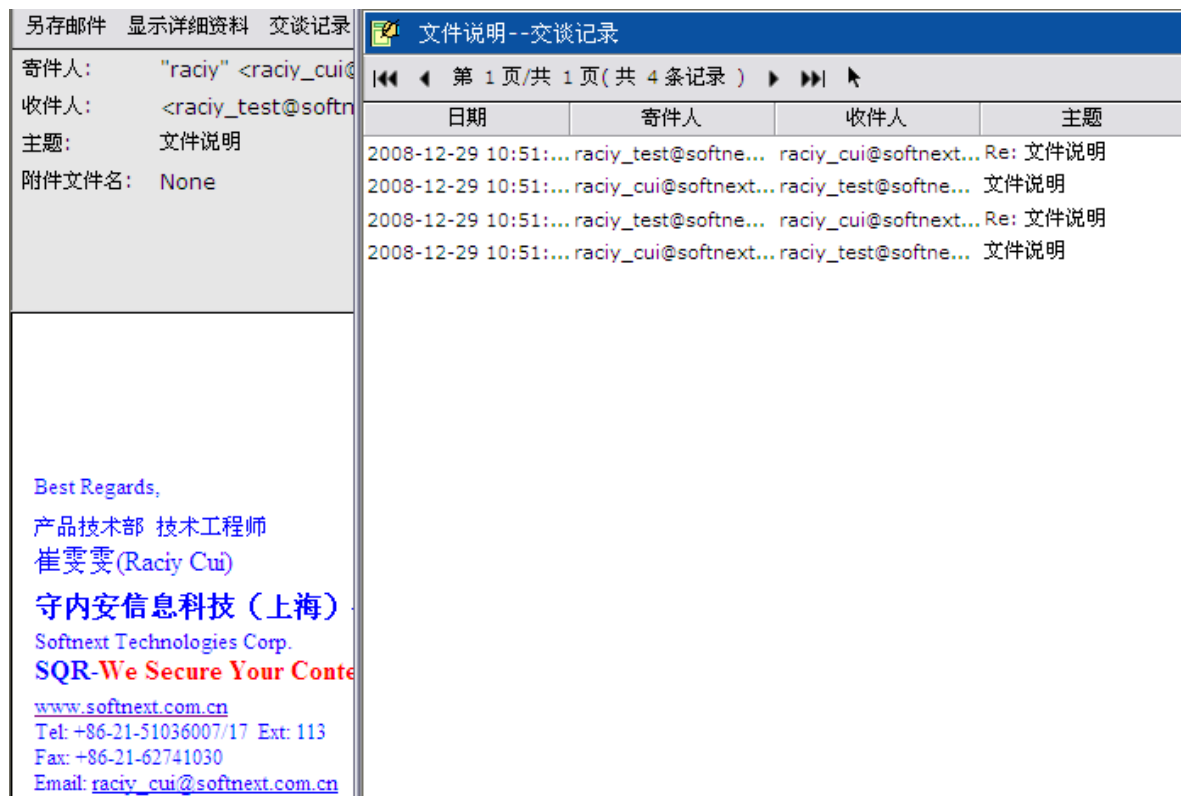 另存邮件 显示详细资料 交谈记录
寄件人: "raciy" <raciy_cui@
收件人: <raciy_test@softn
主题: 文件说明
附件文件名: None
Best Regards,
产品技术部 技术工程师
崔雯雯(Raciy Cui)
守内安信息科技（上海）
Softnext Technologies Corp.
SQR-We Secure Your Conte
www.softnext.com.cn
Tel: +86-21-51036007/17 Ext: 113
Fax: +86-21-62741030
Email: raciy_cui@softnext.com.cn
文件说明--交谈记录
第 1 页/共 1 页( 共 4 条记录 )
日期 寄件人 收件人 主题
2008-12-29 10:51:... raciy_test@softne... raciy_cui@softnext... Re: 文件说明
2008-12-29 10:51:... raciy_cui@softnext... raciy_test@softne... 文件说明
2008-12-29 10:51:... raciy_test@softne... raciy_cui@softnext... Re: 文件说明
2008-12-29 10:51:... raciy_cui@softnext... raciy_test@softne... 文件说明